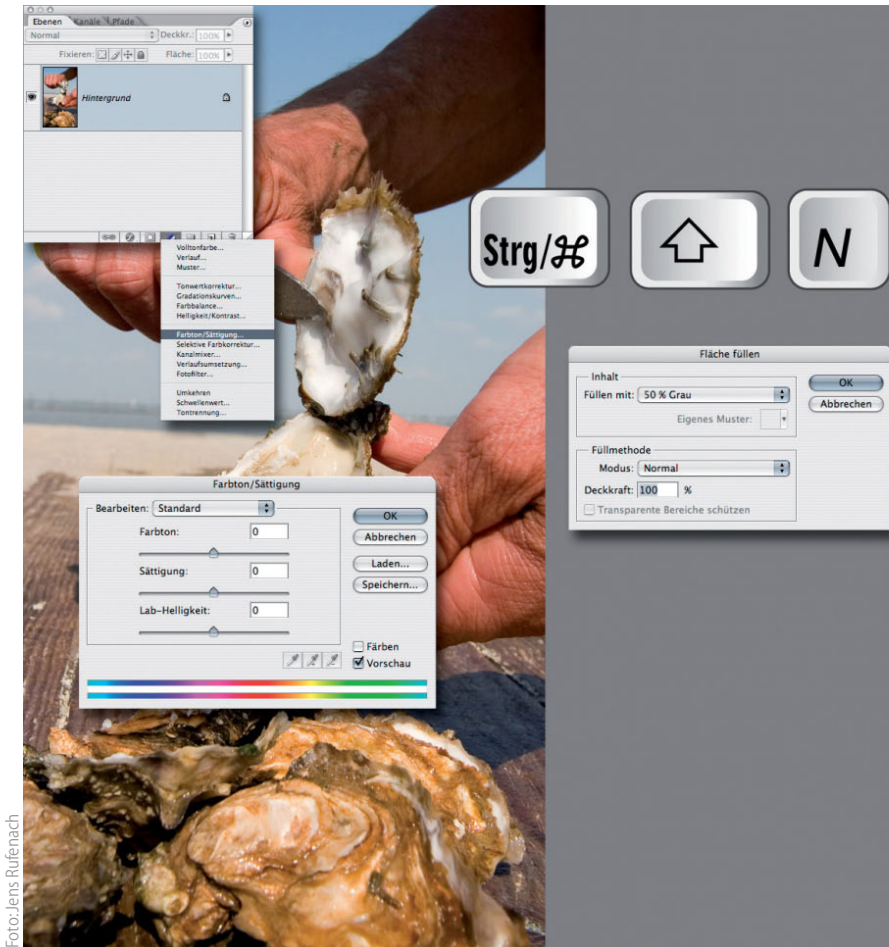 Ebenen Kanäle Pfade
Normal Deckkr.: 100%
Fixieren: Fläche: 100%
Hintergrund
Volltonfarbe...
Verlauf...
Muster...
Tonwertkorrektur...
Gradationskurven...
Farbbalance...
Helligkeit/Kontrast...
Farbton/Sättigung...
Selektive Farbkorrektur...
Kanalmixer...
Verlaufsumsetzung...
Fotofilter...
Umkehren
Schwellenwert...
Tontrennung...
Strg/⌘ N
Fläche füllen
Inhalt
Füllen mit: 50 % Grau
Eigenes Muster:
OK
Abbrechen
Füllmethode
Modus: Normal
Deckkraft: 100 %
Transparente Bereiche schützen
Farbton/Sättigung
Bearbeiten: Standard
Farbton: 0
Sättigung: 0
Lab-Helligkeit: 0
OK
Abbrechen
Laden...
Speichern...
Färben
Vorschau
Foto: Jens Rufenach